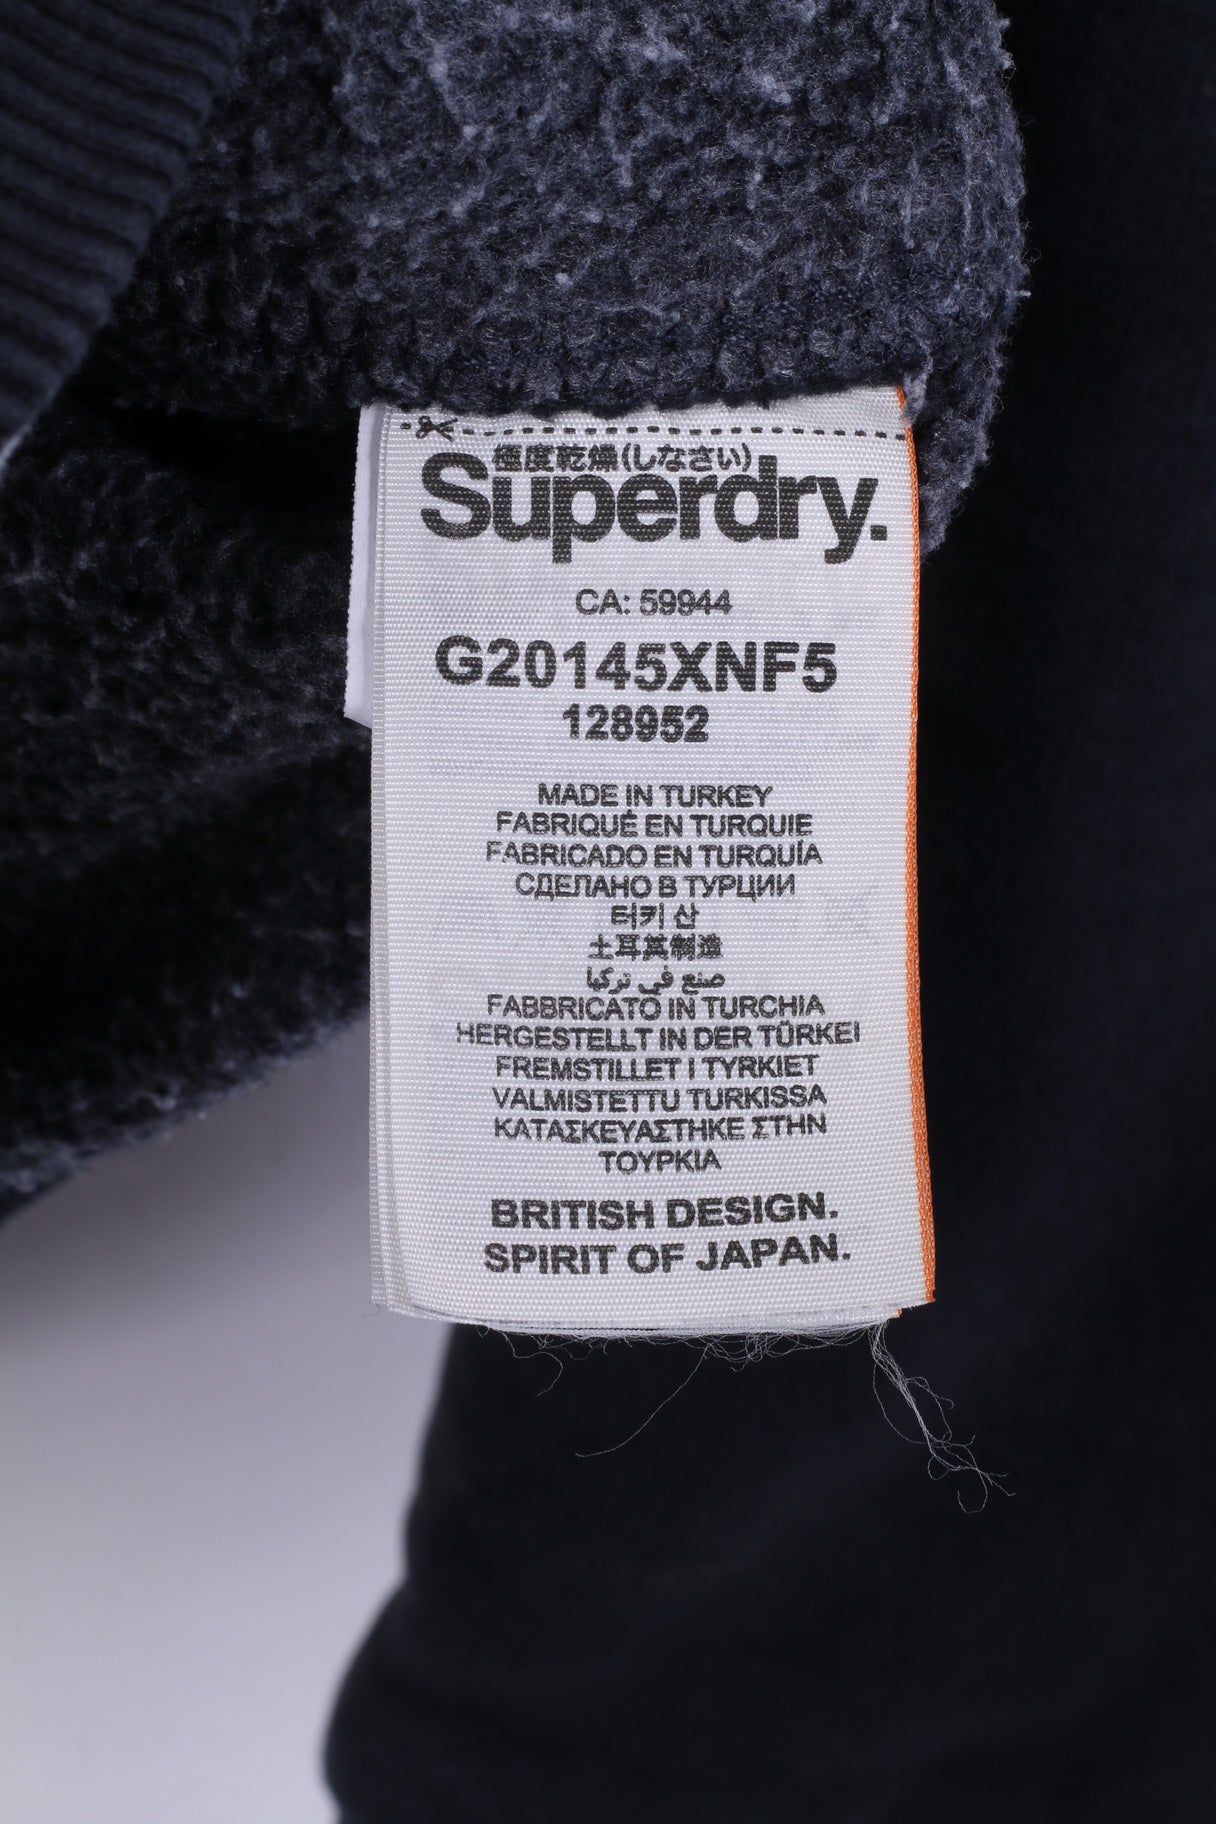 極度乾燥(しなさい)
Superdry.
CA: 59944
G20145XNF5
128952
MADE IN TURKEY
FABRIQUÉ EN TURQUIE
FABRICADO EN TURQUÍA
СДЕЛАНО В ТУРЦИИ
터키 산
土耳其制造
صنع في تركيا
FABBRICATO IN TURCHIA
HERGESTELLT IN DER TÜRKEI
FREMSTILLET I TYRKIET
VALMISTETTU TURKISSA
ΚΑΤΑΣΚΕΥΑΣΤΗΚΕ ΣΤΗΝ
ΤΟΥΡΚΙΑ
BRITISH DESIGN.
SPIRIT OF JAPAN.